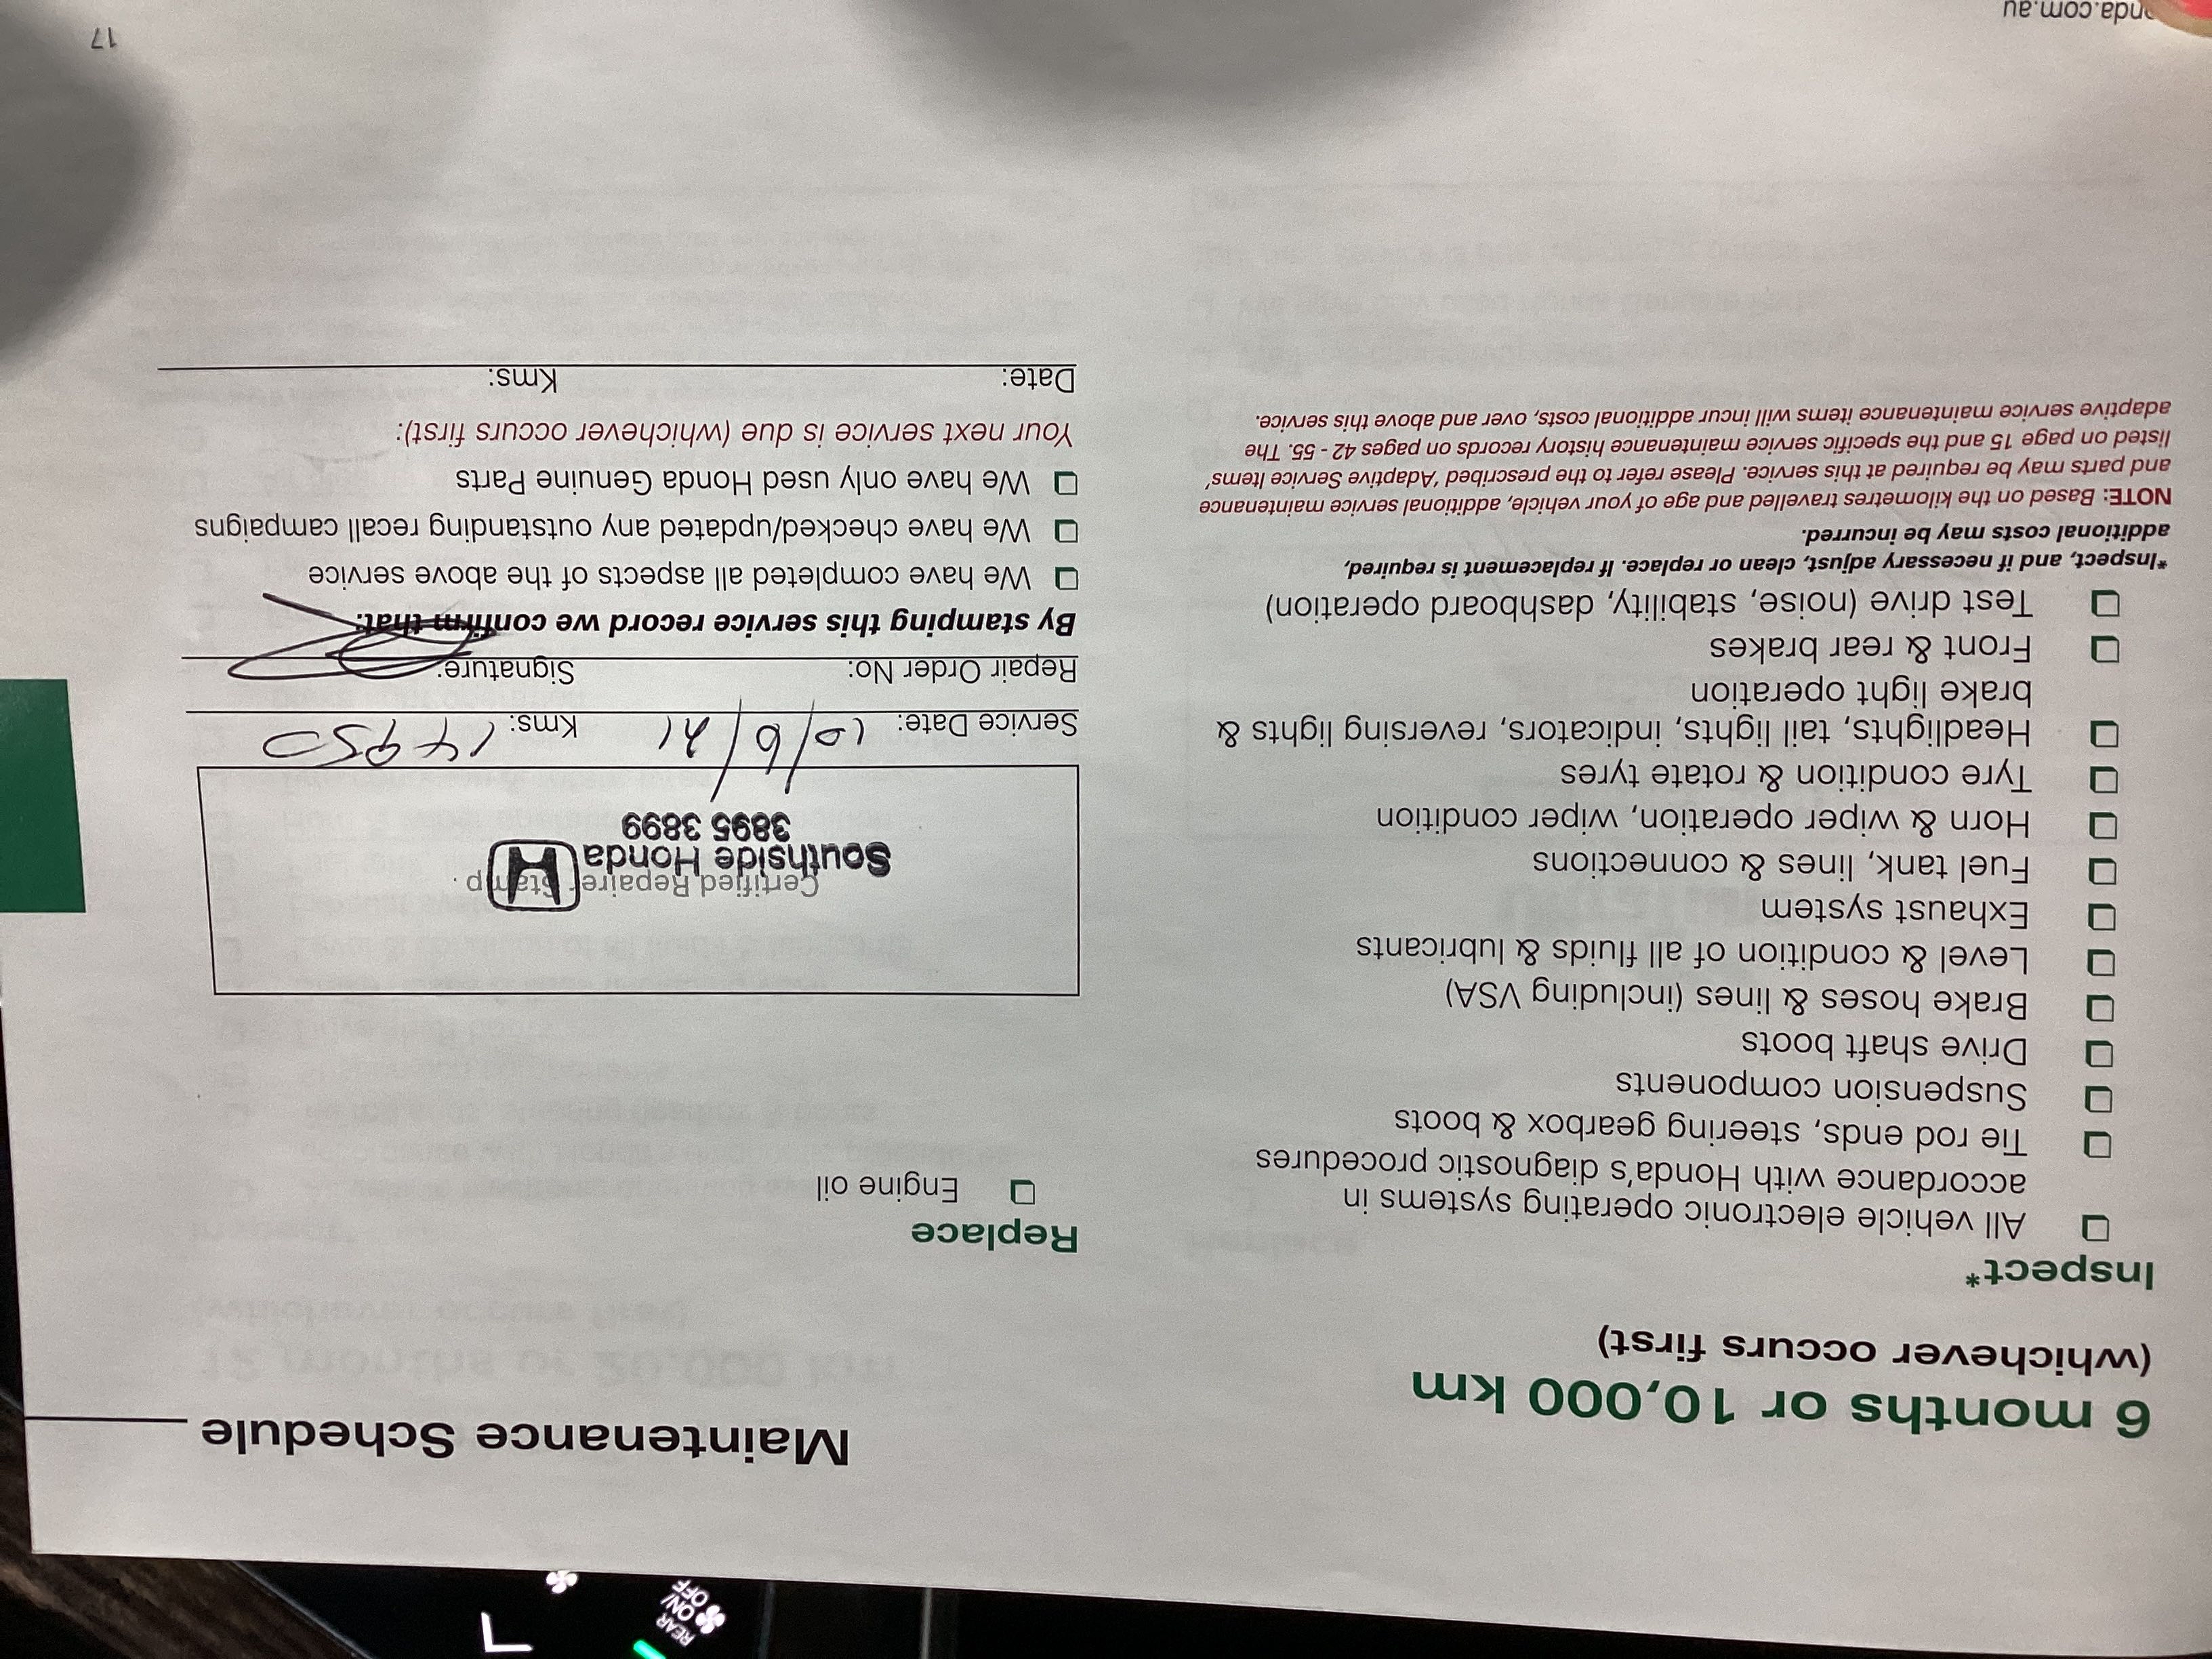 Maintenance Schedule
6 months or 10,000 km
(whichever occurs first)
Inspect*
All vehicle electronic operating systems in
accordance with Honda's diagnostic procedures
Tie rod ends, steering gearbox & boots
Suspension components
Drive shaft boots
Brake hoses & lines (including VSA)
Level & condition of all fluids & lubricants
Exhaust system
Fuel tank, lines & connections
Horn & wiper operation, wiper condition
Tyre condition & rotate tyres
Headlights, tail lights, indicators, reversing lights &
brake light operation
Front & rear brakes
Test drive (noise, stability, dashboard operation)
*Inspect, and if necessary adjust, clean or replace. If replacement is required,
additional costs may be incurred.
NOTE: Based on the kilometres travelled and age of your vehicle, additional service maintenance
and parts may be required at this service. Please refer to the prescribed 'Adaptive Service Items'
listed on page 15 and the specific service maintenance history records on pages 42 - 55. The
adaptive service maintenance items will incur additional costs, over and above this service.
Replace
Engine oil
Certified Repairer Stamp
Southside Honda
3895 3899
Service Date: 10/6/21 Kms: 14950
Repair Order No: Signature:
By stamping this service record we confirm that:
We have completed all aspects of the above service
We have checked/updated any outstanding recall campaigns
We have only used Honda Genuine Parts
Your next service is due (whichever occurs first):
Date: Kms:
nda.com.au
17
REAR
ON/
OFF